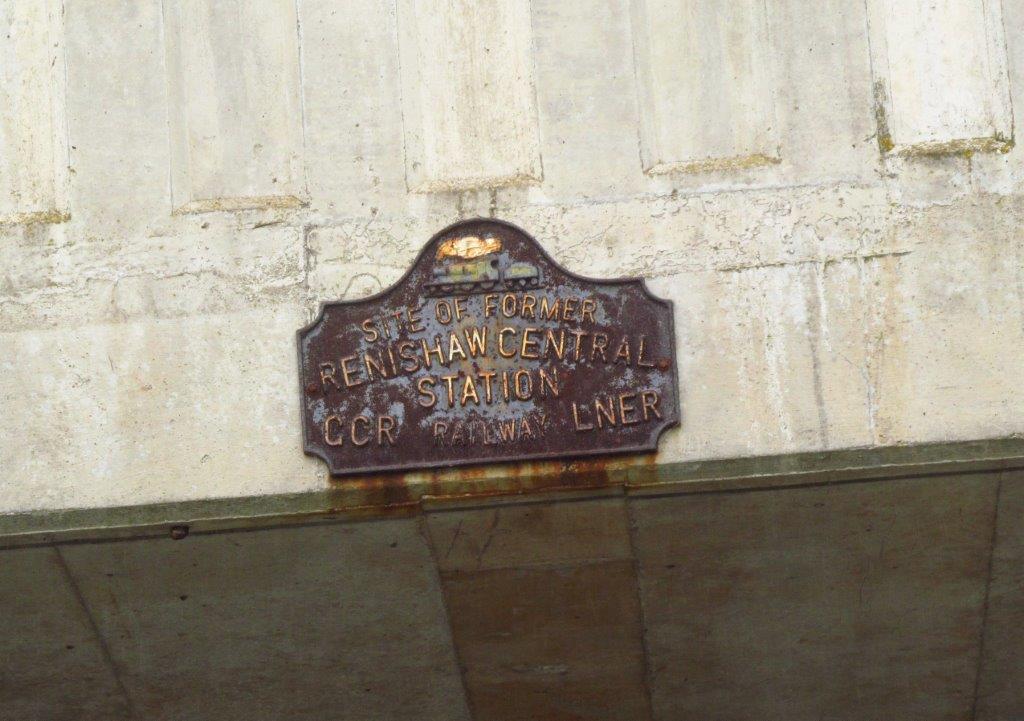 SITE OF FORMER
RENISHAW CENTRAL
STATION
GCR RAILWAY LNER